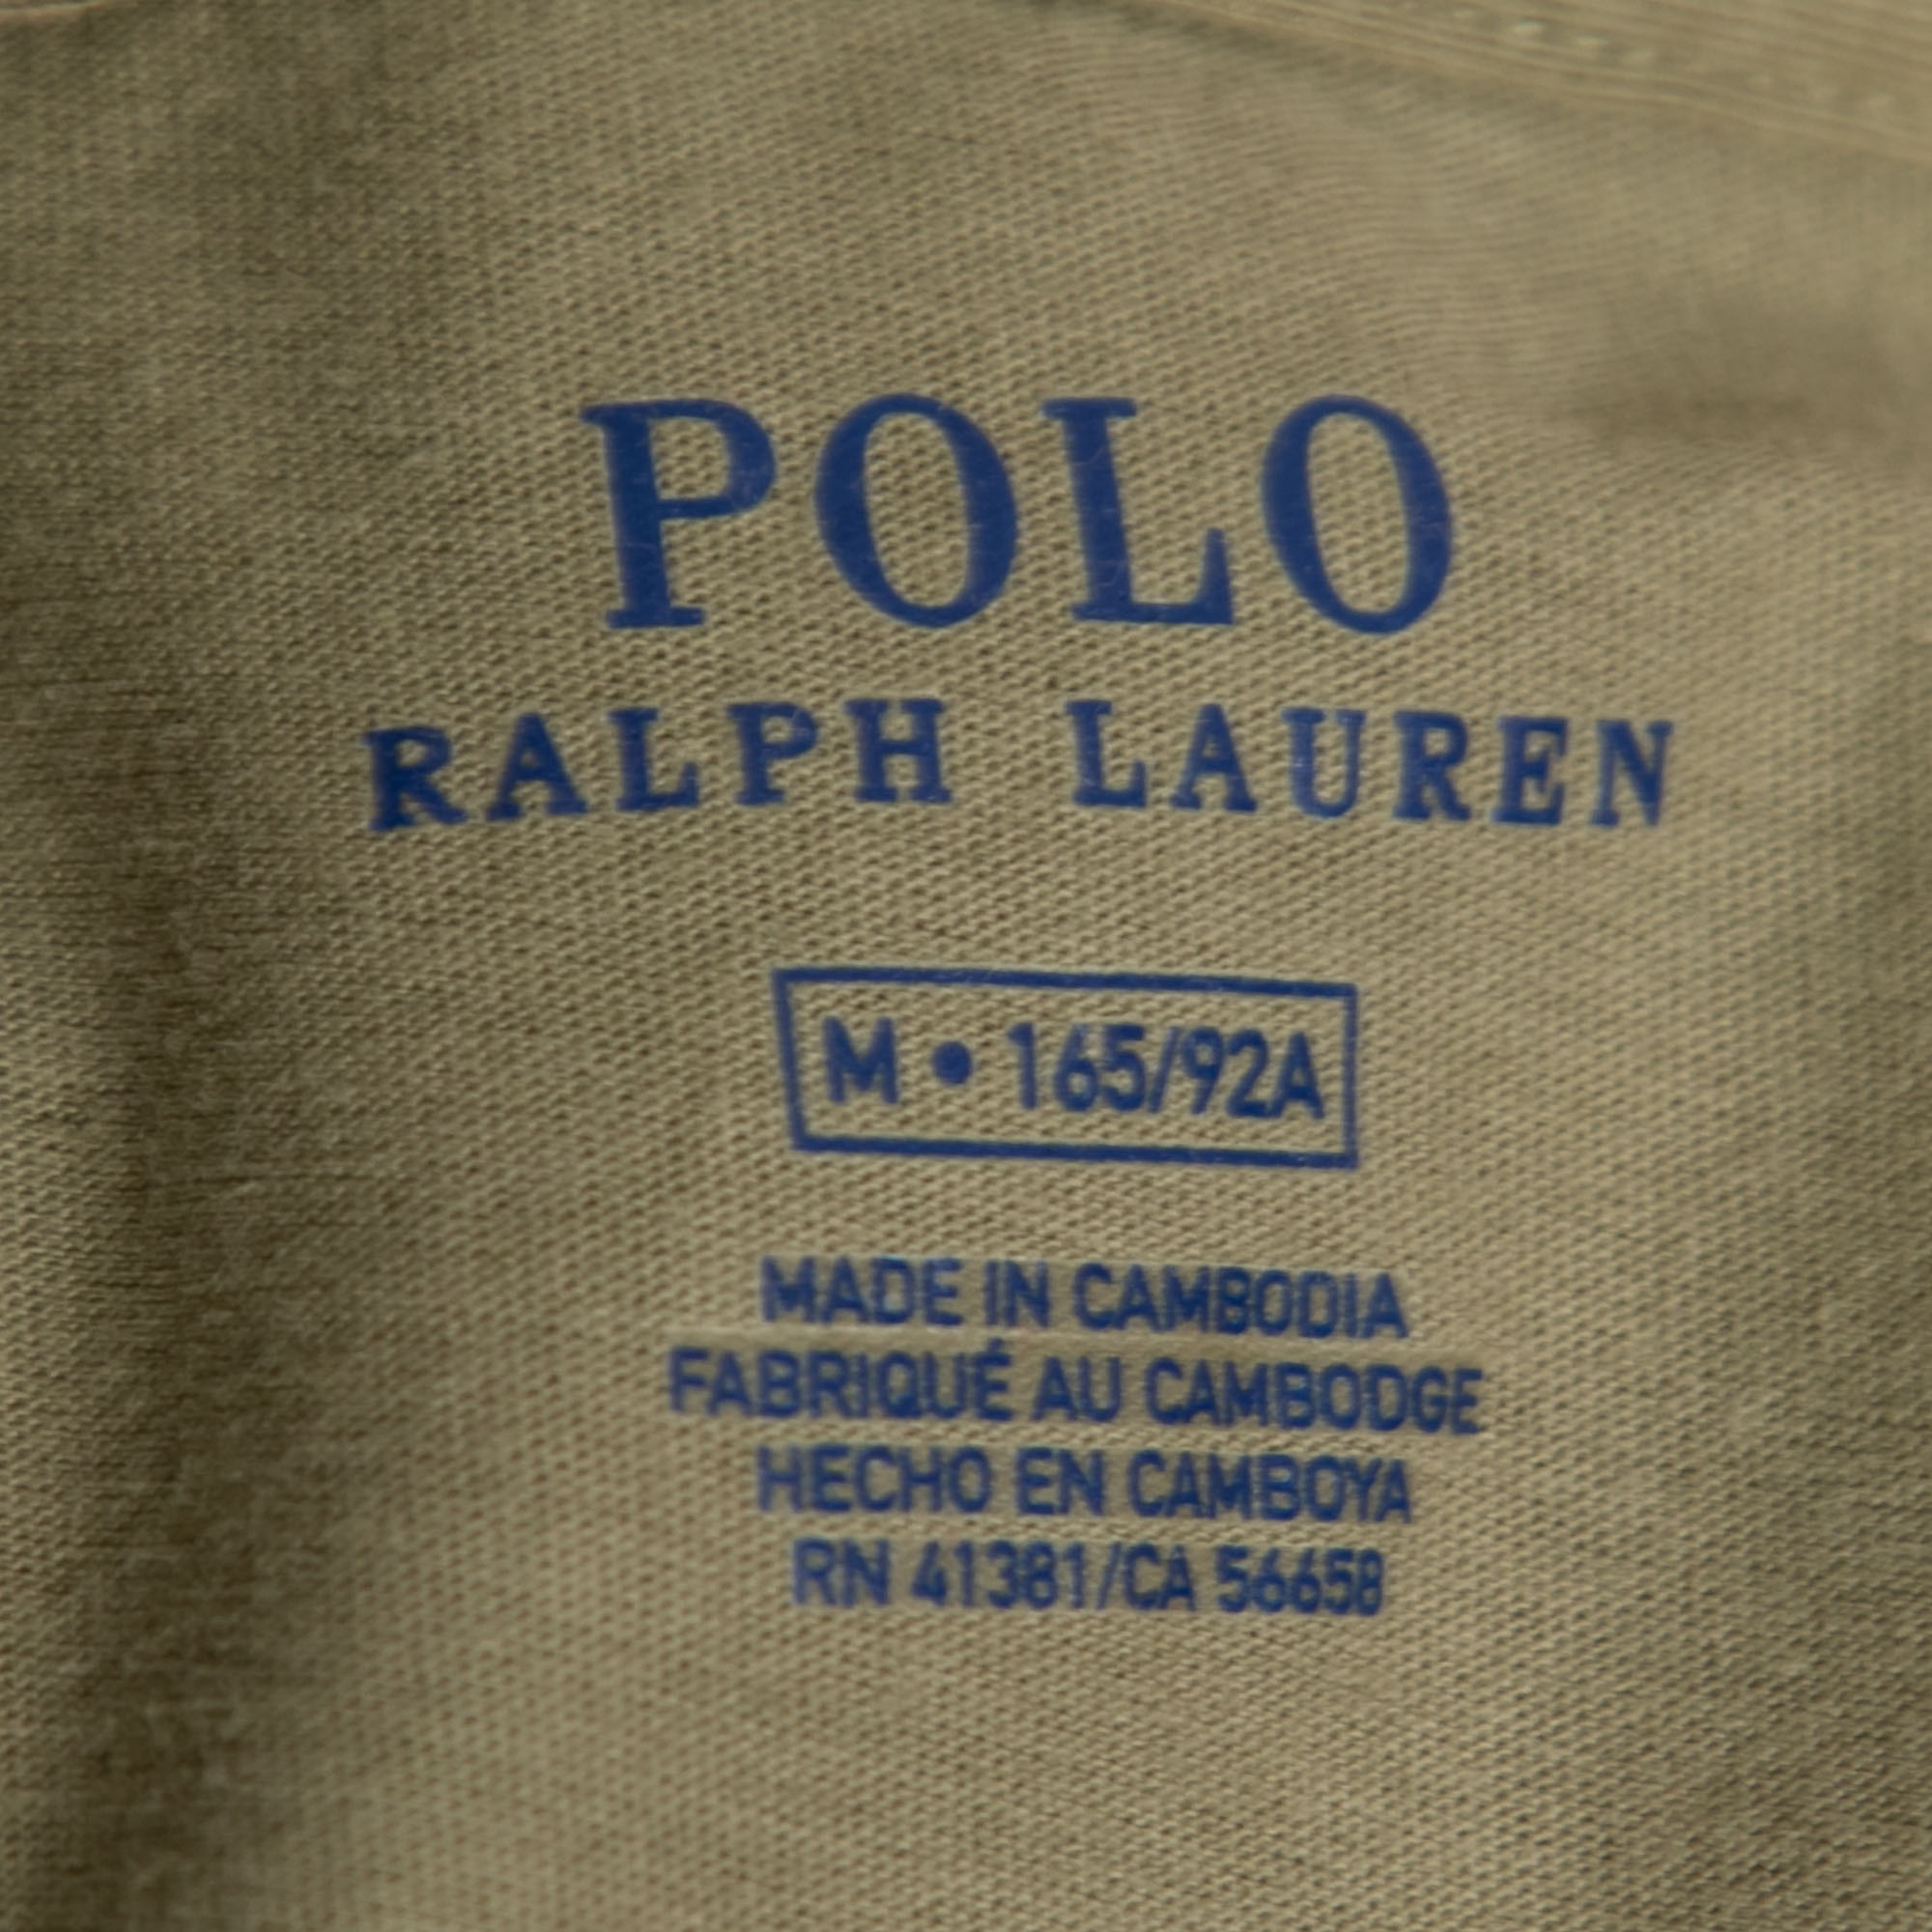 POLO
RALPH LAUREN
M • 165/92A
MADE IN CAMBODIA
FABRIQUÉ AU CAMBODGE
HECHO EN CAMBOYA
RN 41381/CA 56658